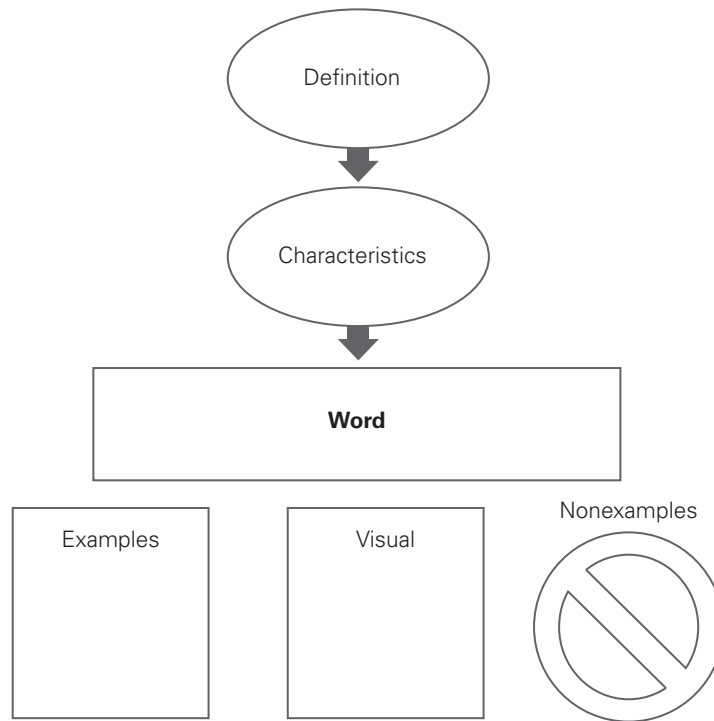 Definition
Characteristics
Word
Nonexamples
Examples
Visual